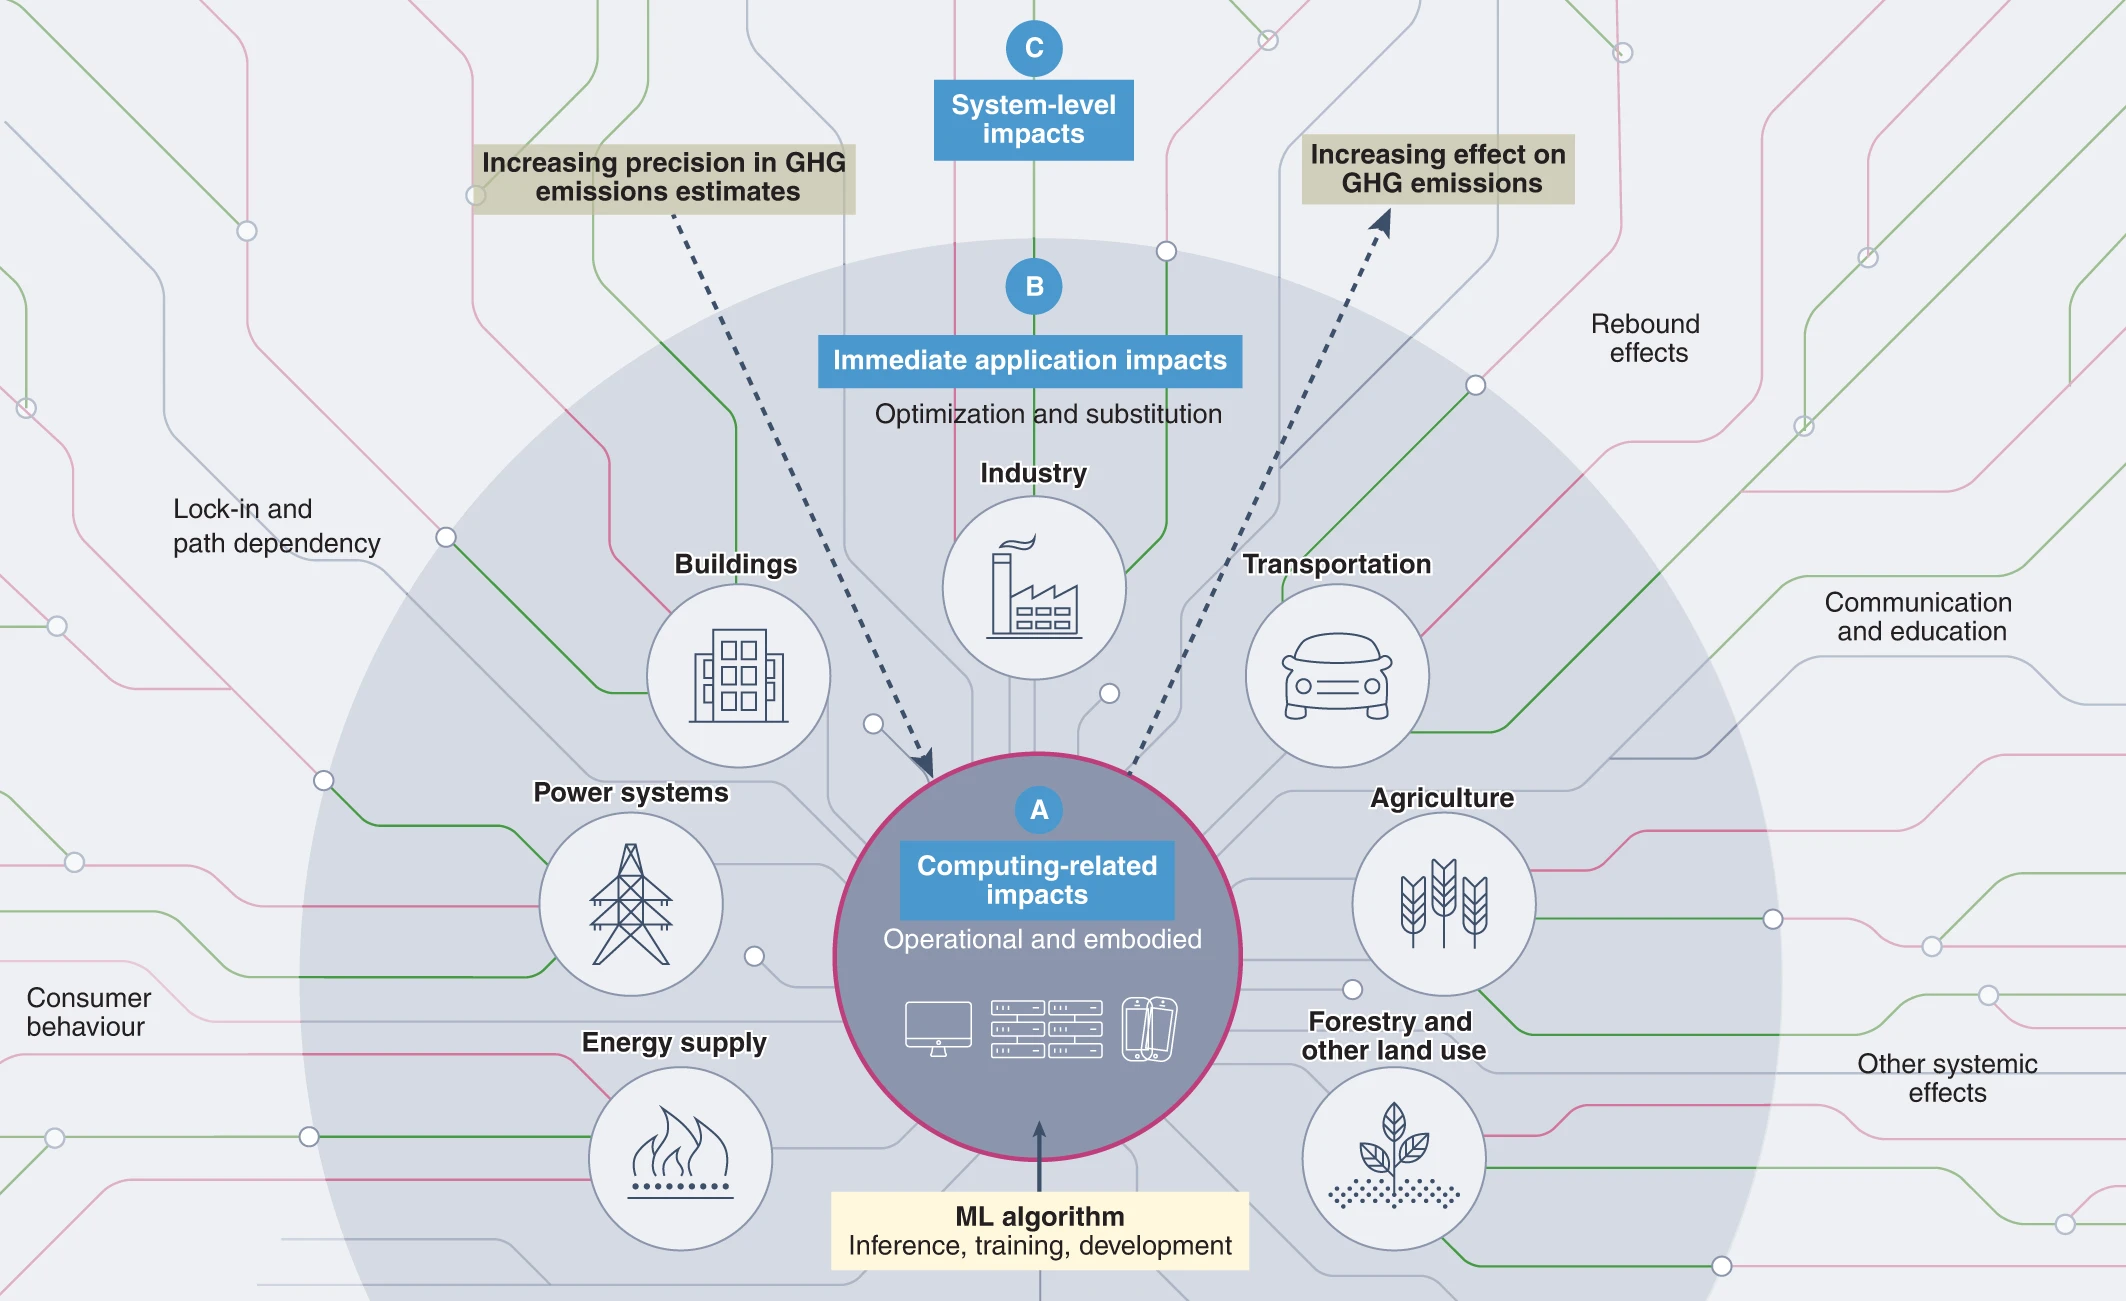 C
System-level
impacts
Increasing precision in GHG
emissions estimates
Increasing effect on
GHG emissions
B
Immediate application impacts
Optimization and substitution
Rebound
effects
Industry
Lock-in and
path dependency
Buildings
Transportation
Communication
and education
Power systems
Agriculture
A
Computing-related
impacts
Operational and embodied
Consumer
behaviour
Energy supply
Forestry and
other land use
Other systemic
effects
ML algorithm
Inference, training, development